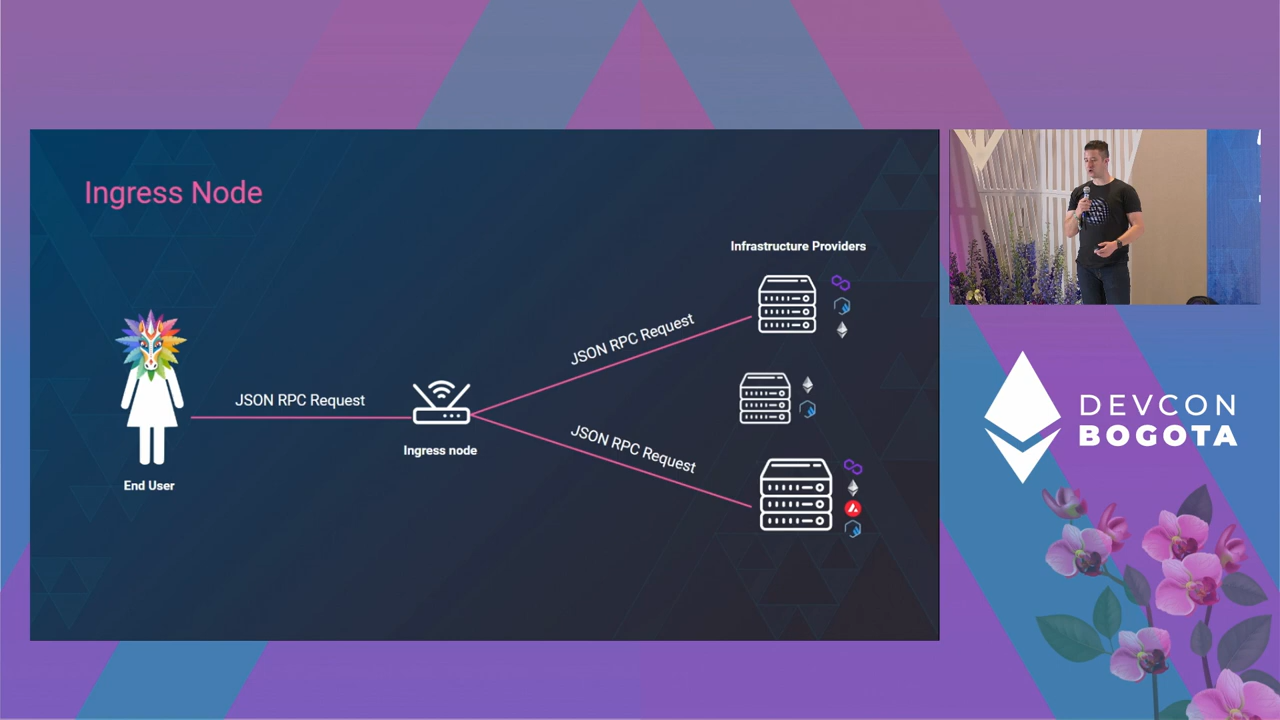 Ingress Node
Infrastructure Providers
JSON RPC Request
JSON RPC Request
Ingress node
JSON RPC Request
End User
DEVCON
BOGOTA